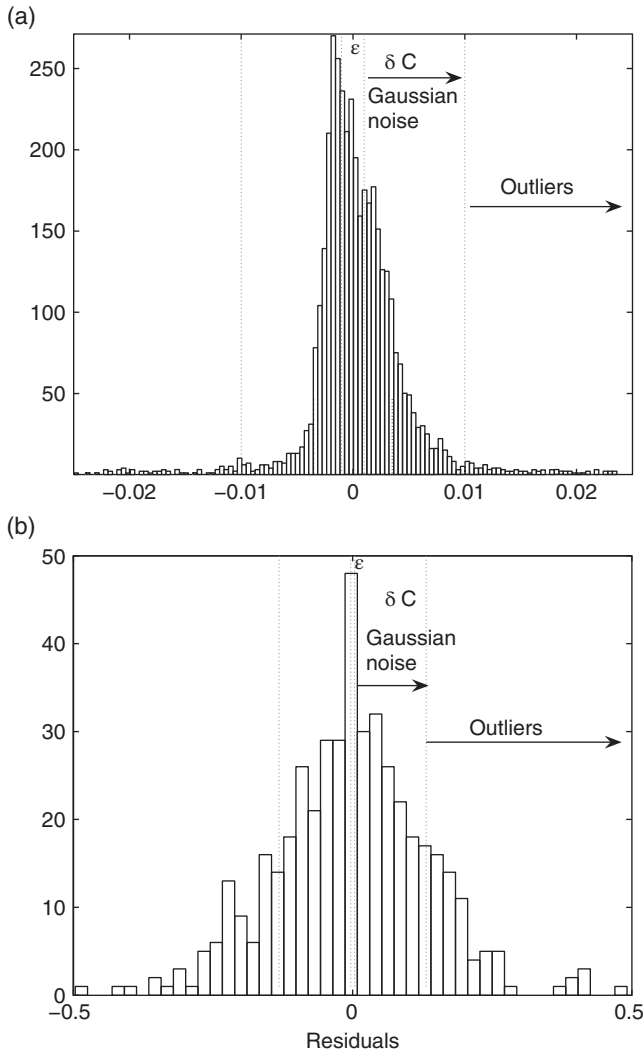 (a)
ε
δ C
Gaussian
noise
Outliers
250
200
150
100
50
−0.02
−0.01
0
0.01
0.02
(b)
50
ε
δ C
Gaussian
noise
Outliers
40
30
20
10
0
−0.5
0
0.5
Residuals